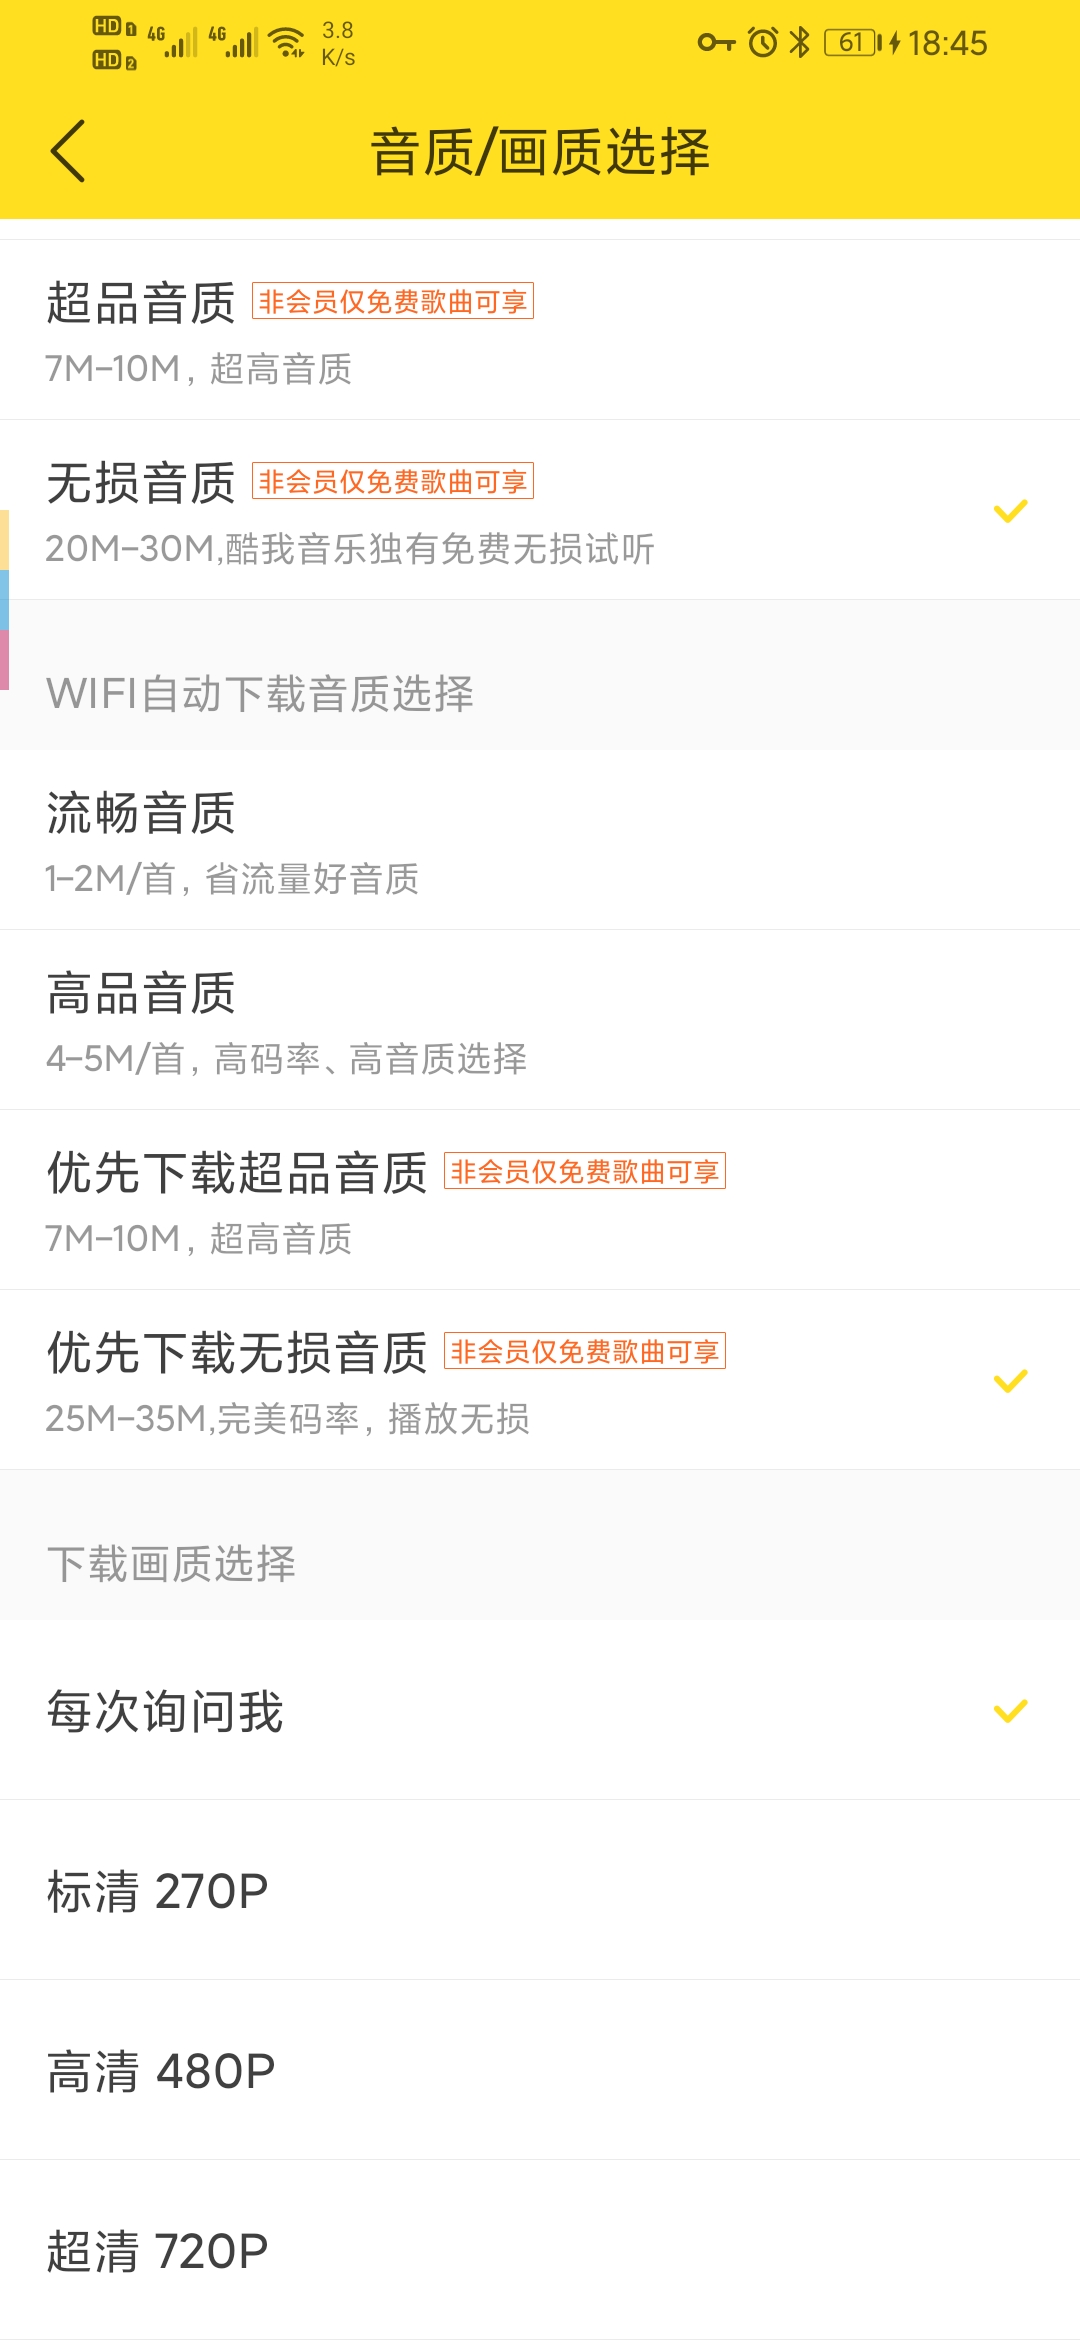 HD 1 4G 4G 3.8 61 18:45
HD 2 K/s
音质/画质选择
超品音质 非会员仅免费歌曲可享
7M-10M，超高音质
无损音质 非会员仅免费歌曲可享
20M-30M,酷我音乐独有免费无损试听
WIFI自动下载音质选择
流畅音质
1-2M/首，省流量好音质
高品音质
4-5M/首，高码率、高音质选择
优先下载超品音质 非会员仅免费歌曲可享
7M-10M，超高音质
优先下载无损音质 非会员仅免费歌曲可享
25M-35M,完美码率，播放无损
下载画质选择
每次询问我
标清 270P
高清 480P
超清 720P